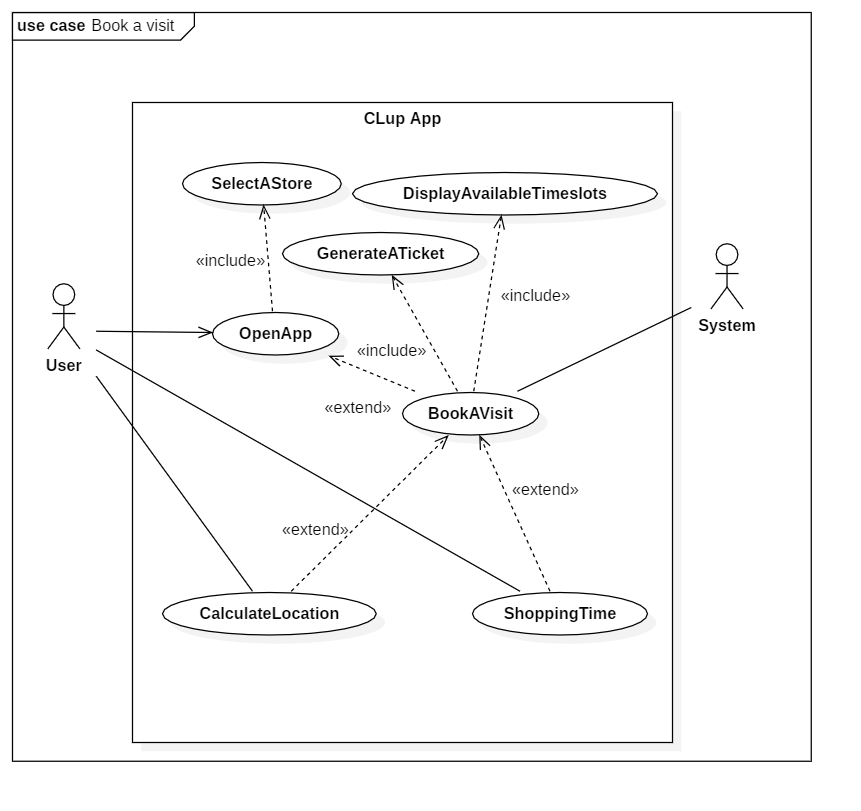 use case Book a visit
CLup App
SelectAStore
DisplayAvailableTimeslots
GenerateATicket
«include»
«include»
System
OpenApp
User
«include»
«extend»
BookAVisit
«extend»
«extend»
CalculateLocation
ShoppingTime